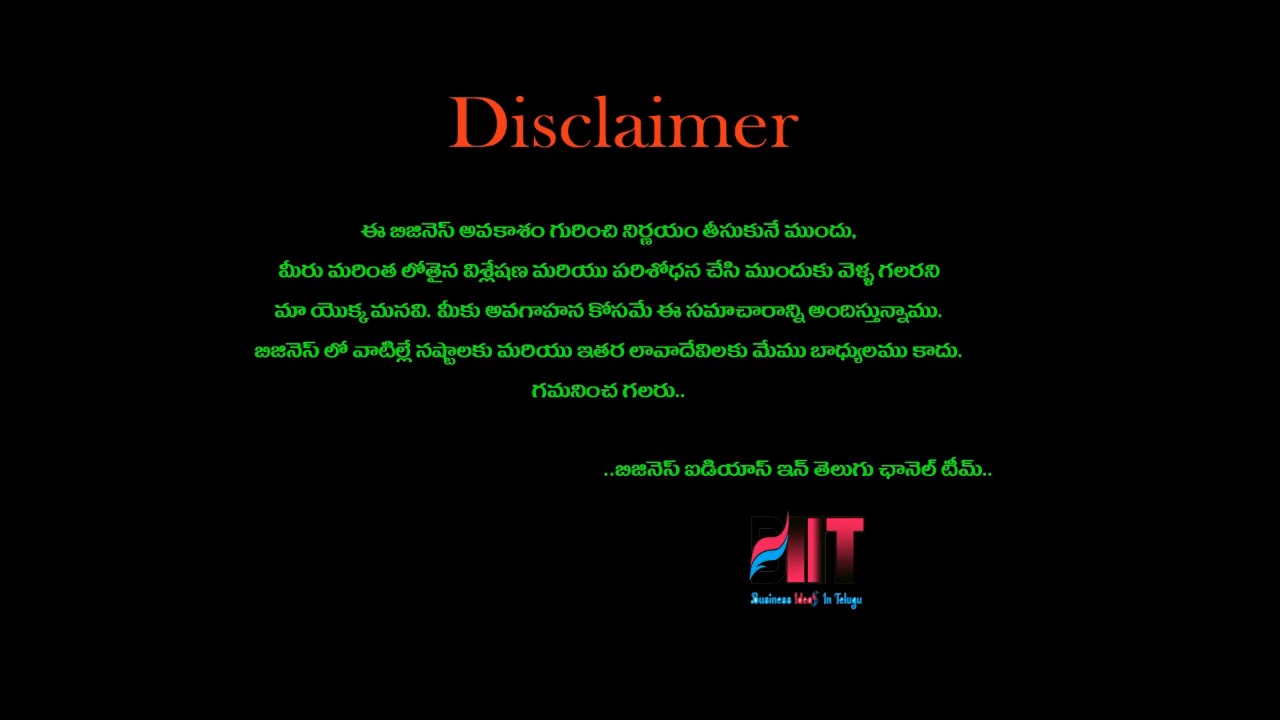 Disclaimer
ఈ బిజినెస్ అవకాశం గురించి నిర్ణయం తీసుకునే ముందు,
మీరు మరింత లోతైన విశ్లేషణ మరియు పరిశోధన చేసి ముందుకు వెళ్ళ గలరని
మా యొక్క మనవి. మీకు అవగాహన కోసమే ఈ సమాచారాన్ని అందిస్తున్నాము.
బిజినెస్ లో వాటిల్లే నష్టాలకు మరియు ఇతర లావాదేవిలకు మేము బాధ్యులము కాదు.
గమనించ గలరు..
..బిజినెస్ ఐడియాస్ ఇన్ తెలుగు ఛానెల్ టీమ్..
BIIT
Business Ideas In Telugu